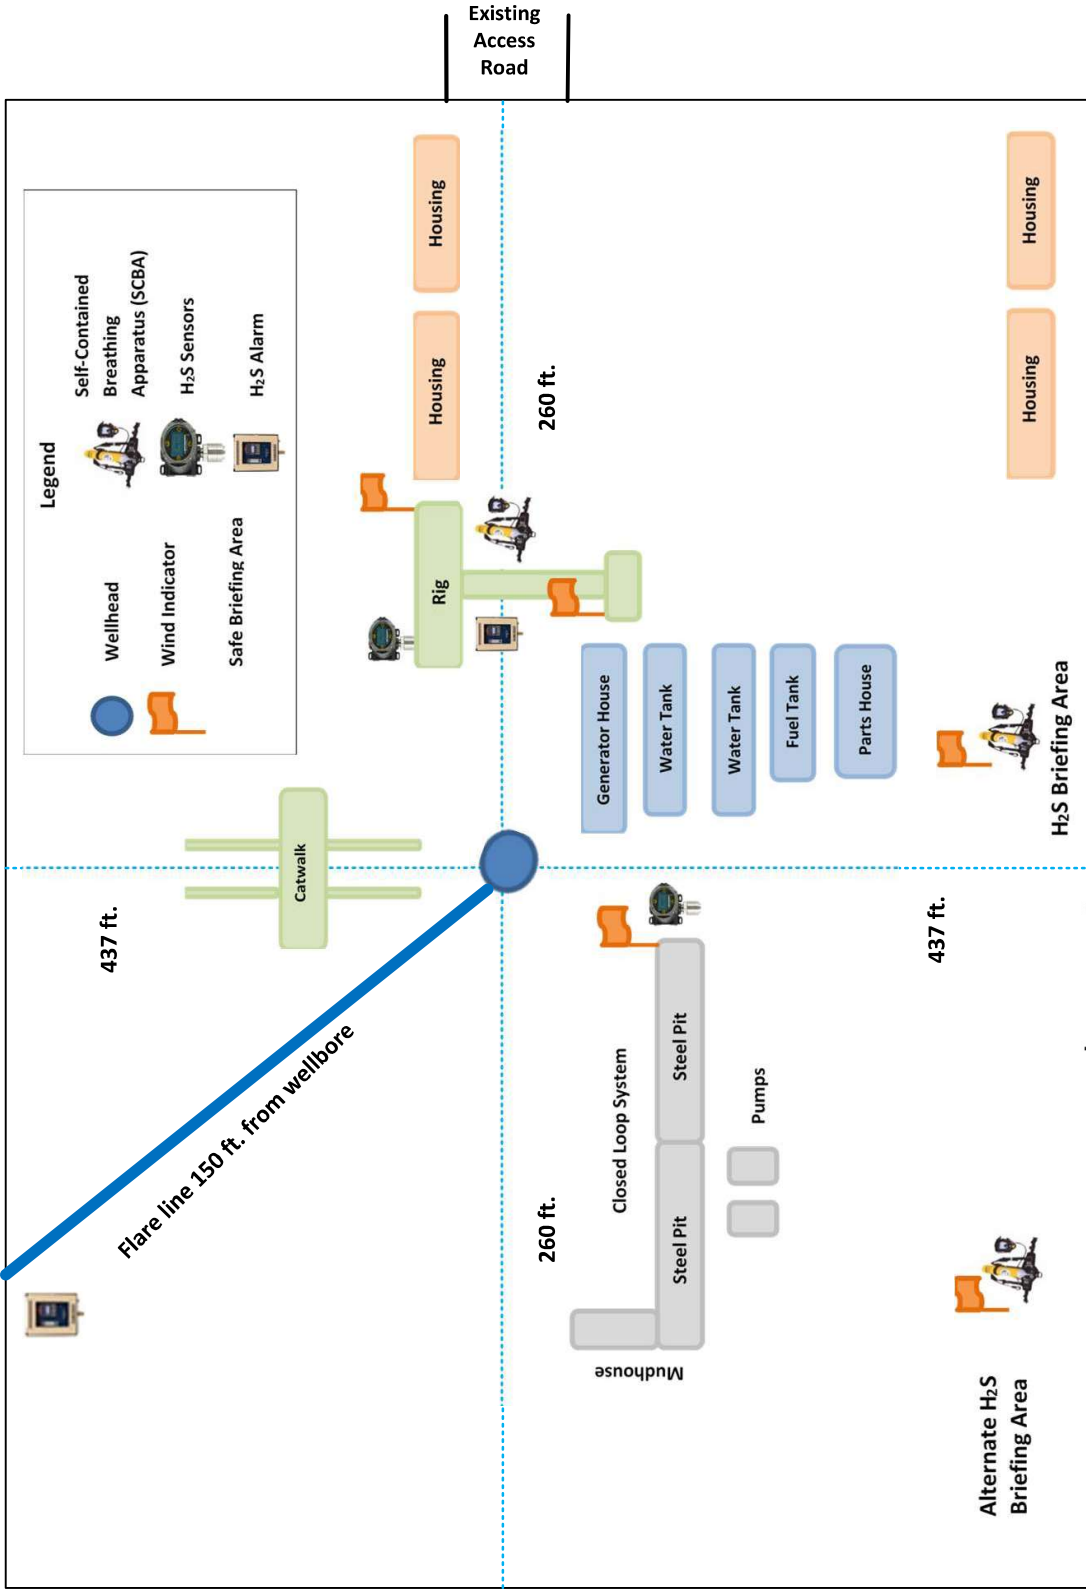 Existing
Access
Road
Legend
Wellhead
Wind Indicator
Safe Briefing Area
Self-Contained
Breathing
Apparatus (SCBA)
H₂S Sensors
H₂S Alarm
Housing
Housing
Housing
Housing
260 ft.
Rig
Generator House
Water Tank
Water Tank
Fuel Tank
Parts House
H₂S Briefing Area
Catwalk
437 ft.
437 ft.
Flare line 150 ft. from wellbore
Closed Loop System
Steel Pit
Steel Pit
Pumps
260 ft.
Mudhouse
Alternate H₂S
Briefing Area